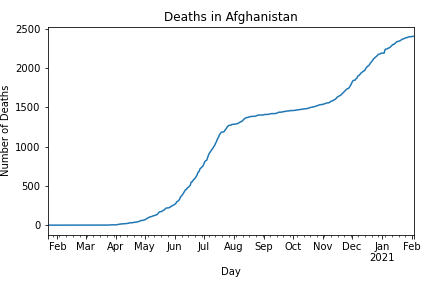 Deaths in Afghanistan
Number of Deaths
2500
2000
1500
1000
500
0
Feb Mar Apr May Jun Jul Aug Sep Oct Nov Dec Jan Feb
2021
Day